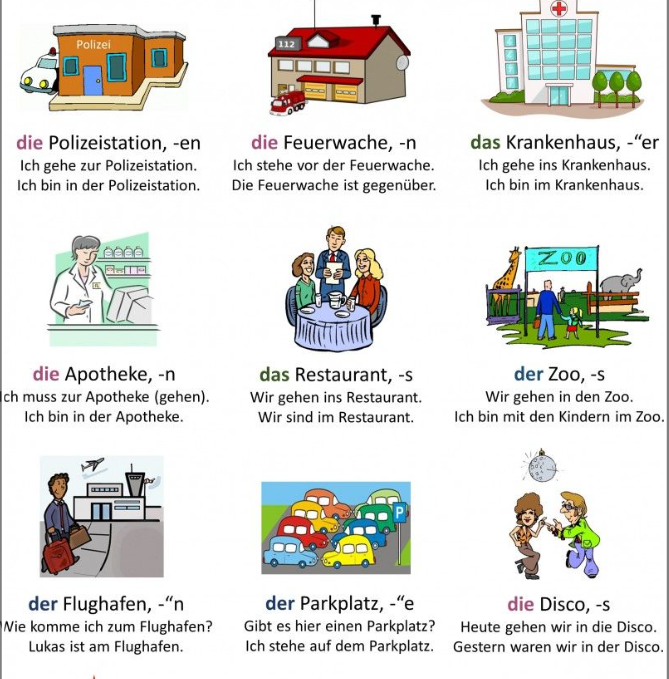 Polizei
112
die Polizeistation, -en
Ich gehe zur Polizeistation.
Ich bin in der Polizeistation.
die Feuerwache, -n
Ich stehe vor der Feuerwache.
Die Feuerwache ist gegenüber.
das Krankenhaus, -“er
Ich gehe ins Krankenhaus.
Ich bin im Krankenhaus.
ZOO
die Apotheke, -n
Ich muss zur Apotheke (gehen).
Ich bin in der Apotheke.
das Restaurant, -s
Wir gehen ins Restaurant.
Wir sind im Restaurant.
der Zoo, -s
Wir gehen in den Zoo.
Ich bin mit den Kindern im Zoo.
P
der Flughafen, -“n
Wie komme ich zum Flughafen?
Lukas ist am Flughafen.
der Parkplatz, -“e
Gibt es hier einen Parkplatz?
Ich stehe auf dem Parkplatz.
die Disco, -s
Heute gehen wir in die Disco.
Gestern waren wir in der Disco.